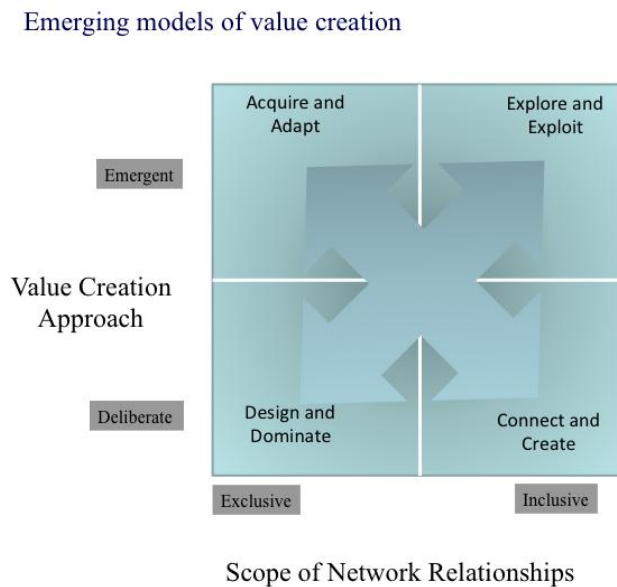 Emerging models of value creation
Acquire and
Adapt
Explore and
Exploit
Emergent
Value Creation
Approach
Deliberate
Design and
Dominate
Connect and
Create
Exclusive
Inclusive
Scope of Network Relationships